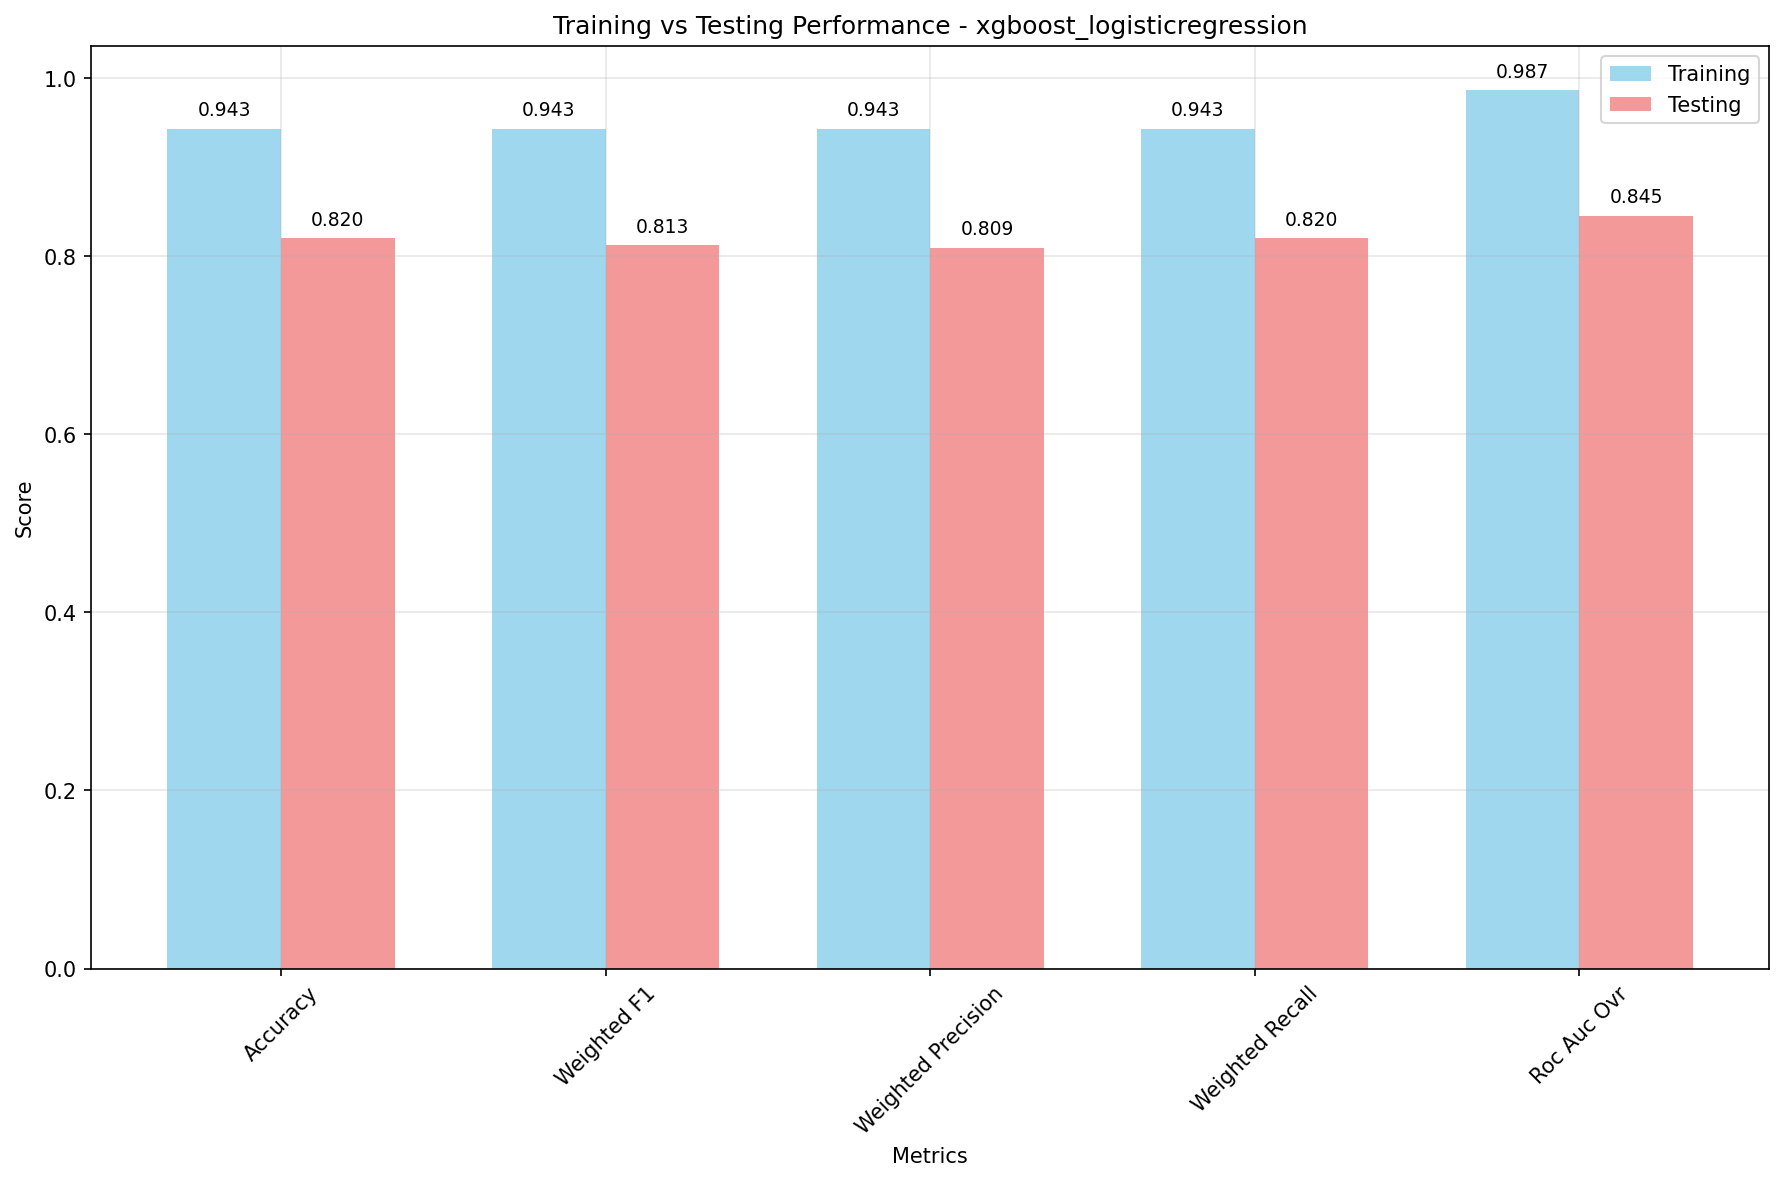 Training vs Testing Performance - xgboost_logisticregression
Training
Testing
0.943
0.820
0.943
0.813
0.943
0.809
0.943
0.820
0.987
0.845
1.0
0.8
0.6
0.4
0.2
0.0
Score
Accuracy
Weighted F1
Weighted Precision
Weighted Recall
Roc Auc Ovr
Metrics